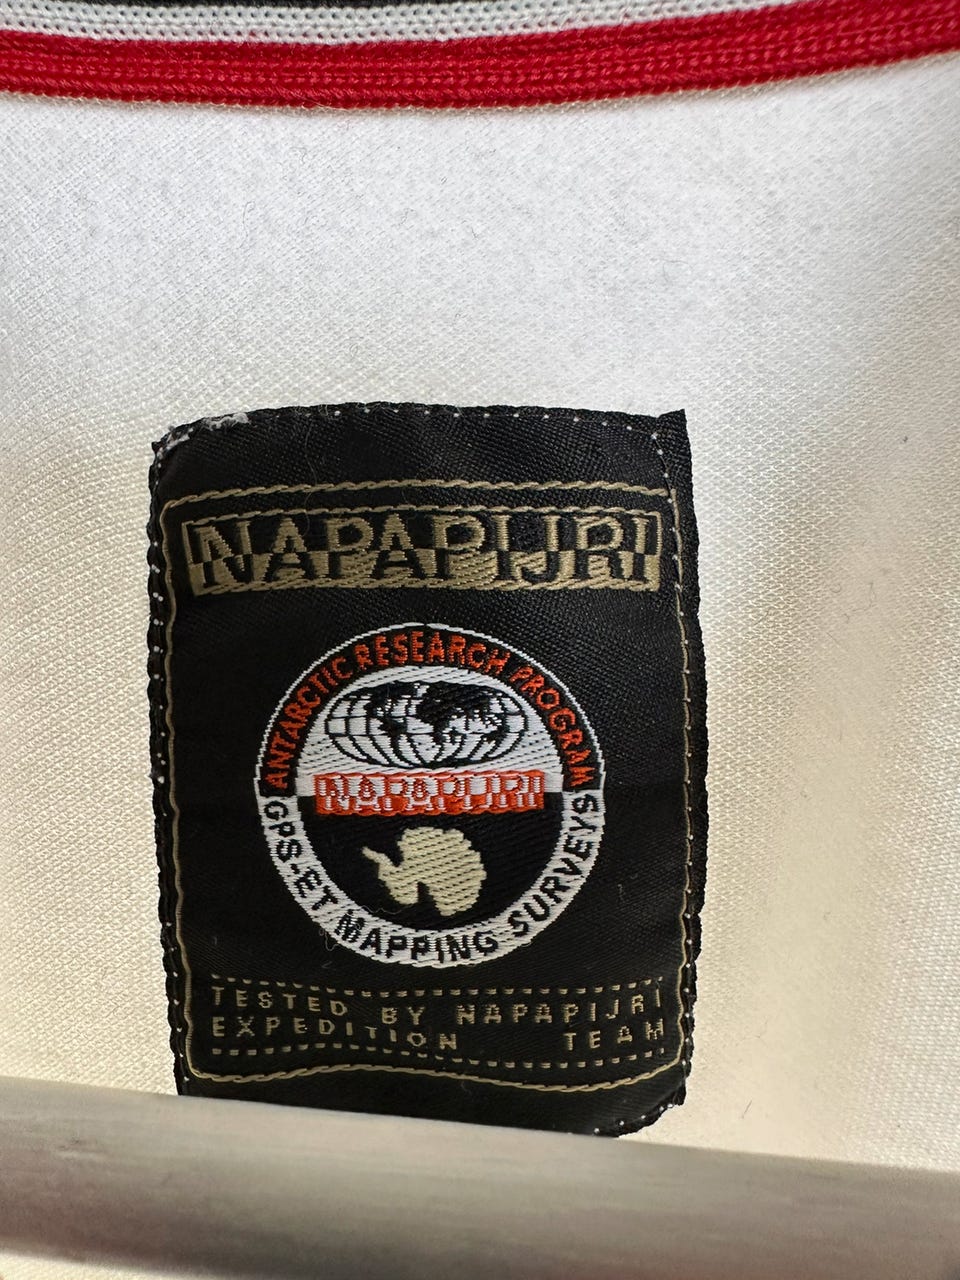 NAPAPIJRI
ANTARCTIC RESEARCH PROGRAM
NAPAPIJRI
GPS-ET MAPPING SURVEYS
TESTED BY NAPAPIJRI
EXPEDITION TEAM